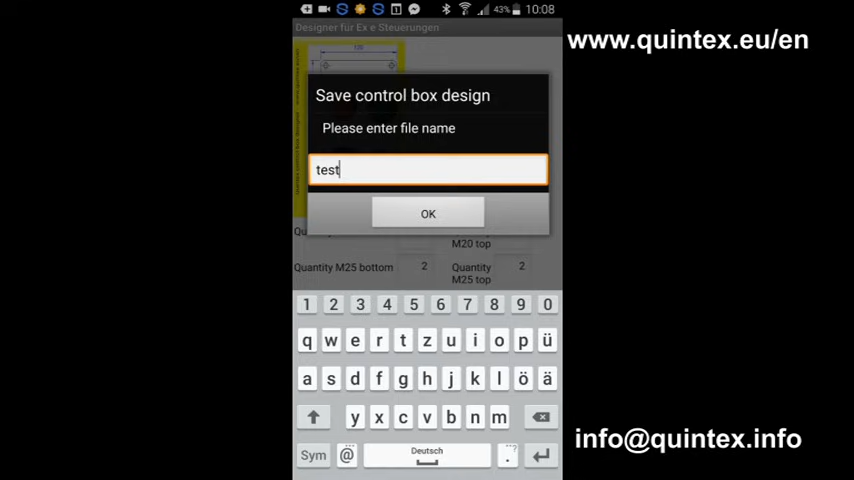 43% 10:08
www.quintex.eu/en
Designer für Ex e Steuerungen
Save control box design
Please enter file name
test
OK
M20 top
Quantity M25 bottom 2 Quantity M25 top 2
1 2 3 4 5 6 7 8 9 0
q w e r t z u i o p ü
a s d f g h j k l ö ä
y x c v b n m
info@quintex.info
Sym @ Deutsch .